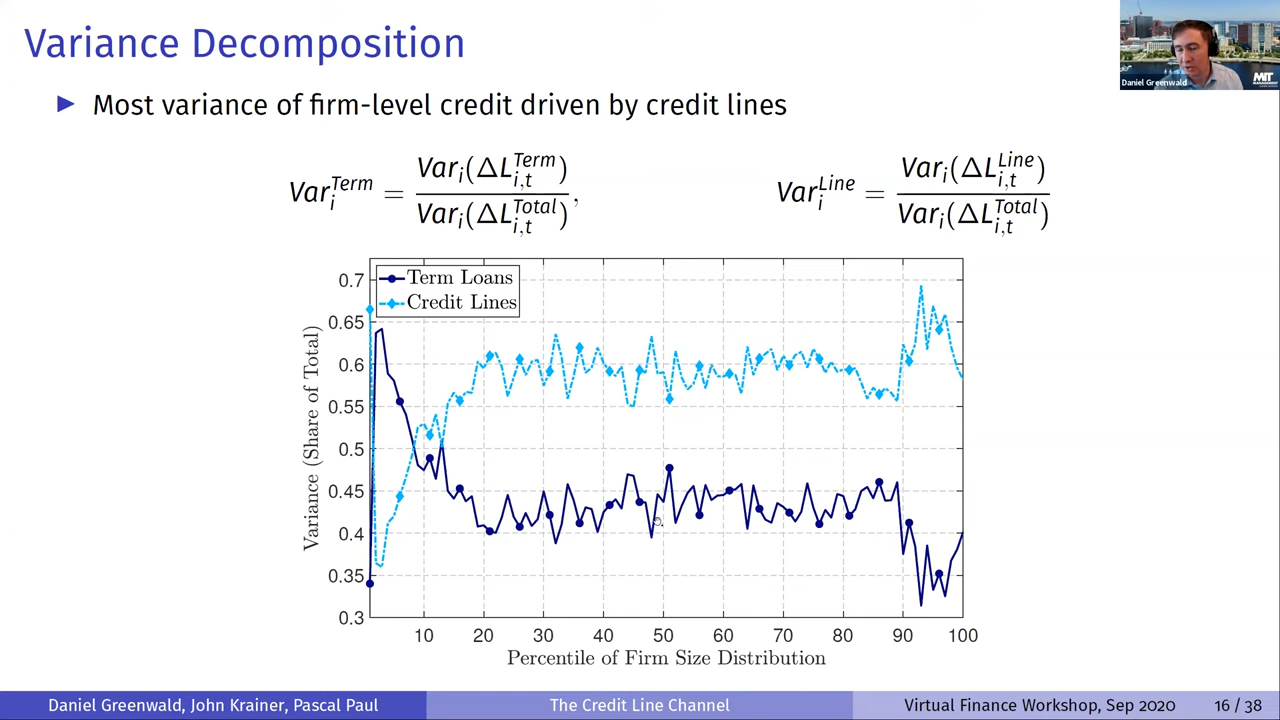 Variance Decomposition
Daniel Greenwald
MIT
MANAGEMENT
▶ Most variance of firm-level credit driven by credit lines
Var_i^{Term} = Var_i(ΔL_{i,t}^{Term}) / Var_i(ΔL_{i,t}^{Total}), Var_i^{Line} = Var_i(ΔL_{i,t}^{Line}) / Var_i(ΔL_{i,t}^{Total})
Term Loans
Credit Lines
Variance (Share of Total)
0.7
0.65
0.6
0.55
0.5
0.45
0.4
0.35
0.3
10 20 30 40 50 60 70 80 90 100
Percentile of Firm Size Distribution
Daniel Greenwald, John Krainer, Pascal Paul The Credit Line Channel Virtual Finance Workshop, Sep 2020 16 / 38